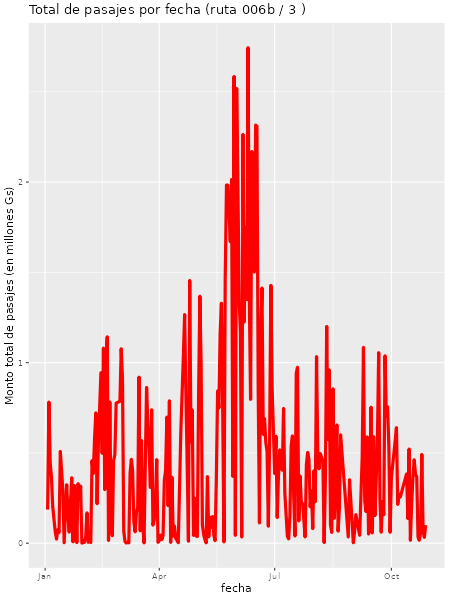 Total de pasajes por fecha (ruta 006b / 3 )
Monto total de pasajes (en millones Gs)
2
1
0
Jan Apr Jul Oct
fecha